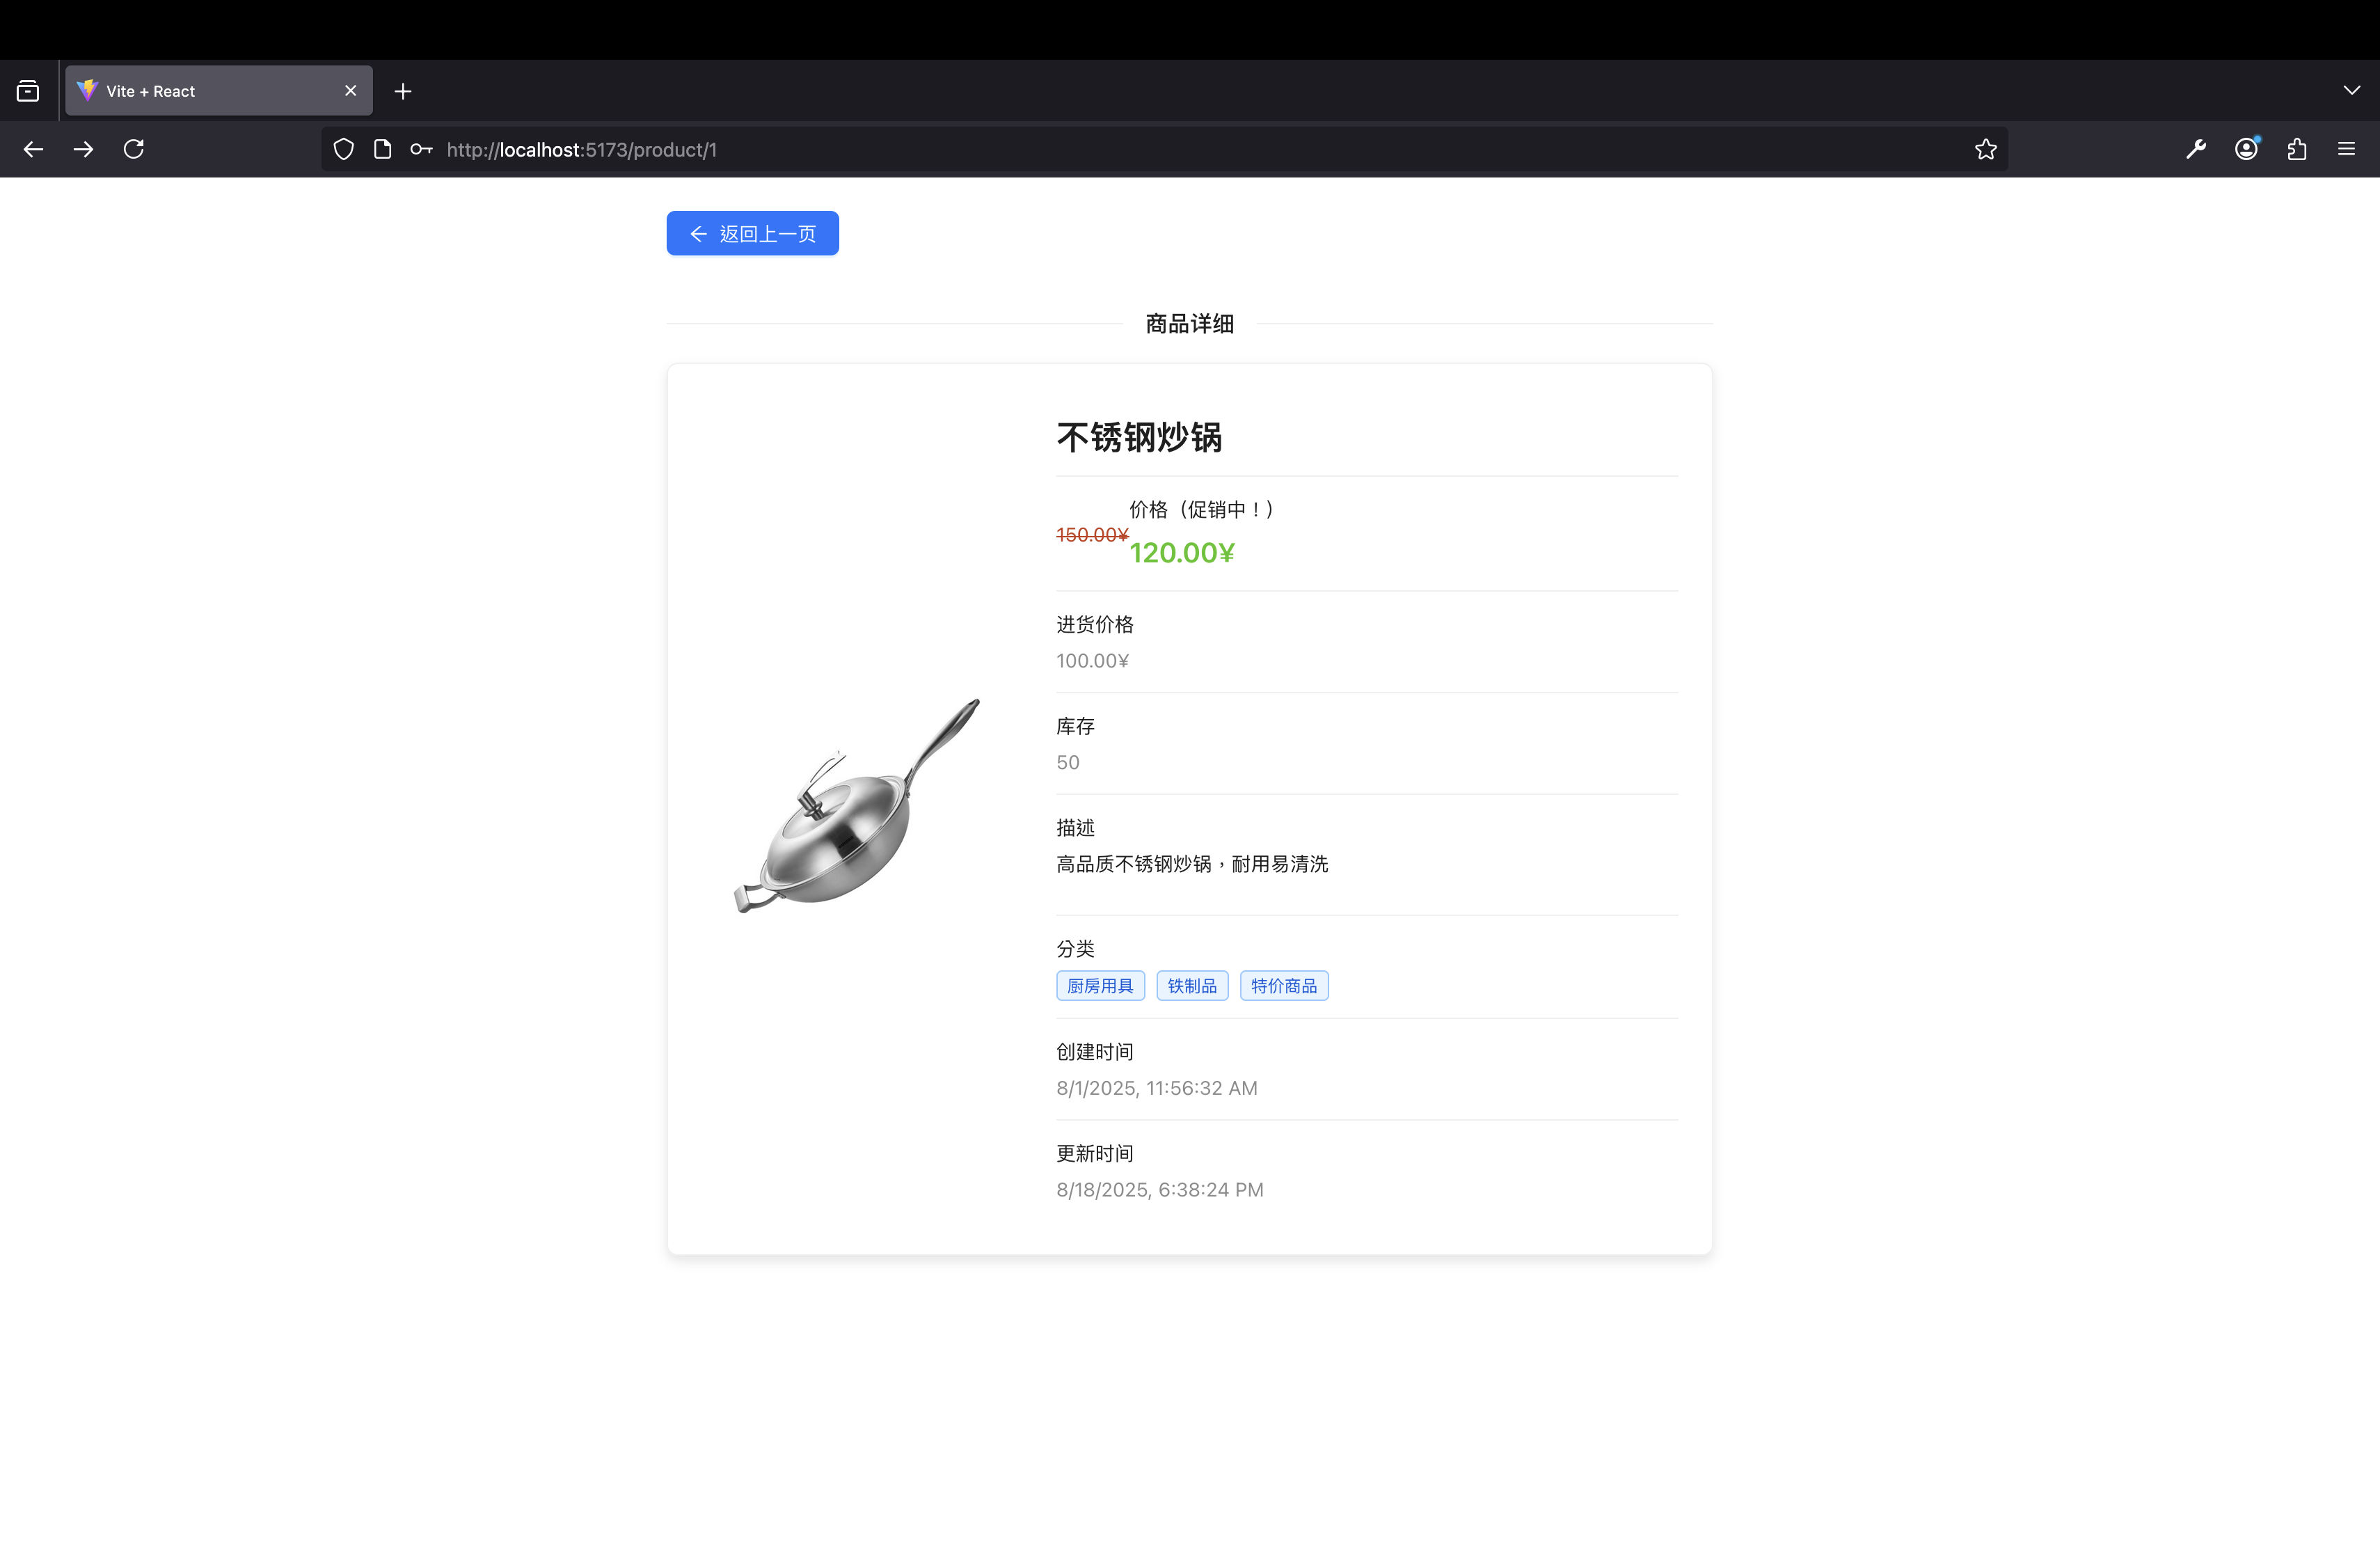 Vite + React
http://localhost:5173/product/1
返回上一页
商品详细
不锈钢炒锅
价格（促销中！）
150.00¥
120.00¥
进货价格
100.00¥
库存
50
描述
高品质不锈钢炒锅，耐用易清洗
分类
厨房用具 铁制品 特价商品
创建时间
8/1/2025, 11:56:32 AM
更新时间
8/18/2025, 6:38:24 PM